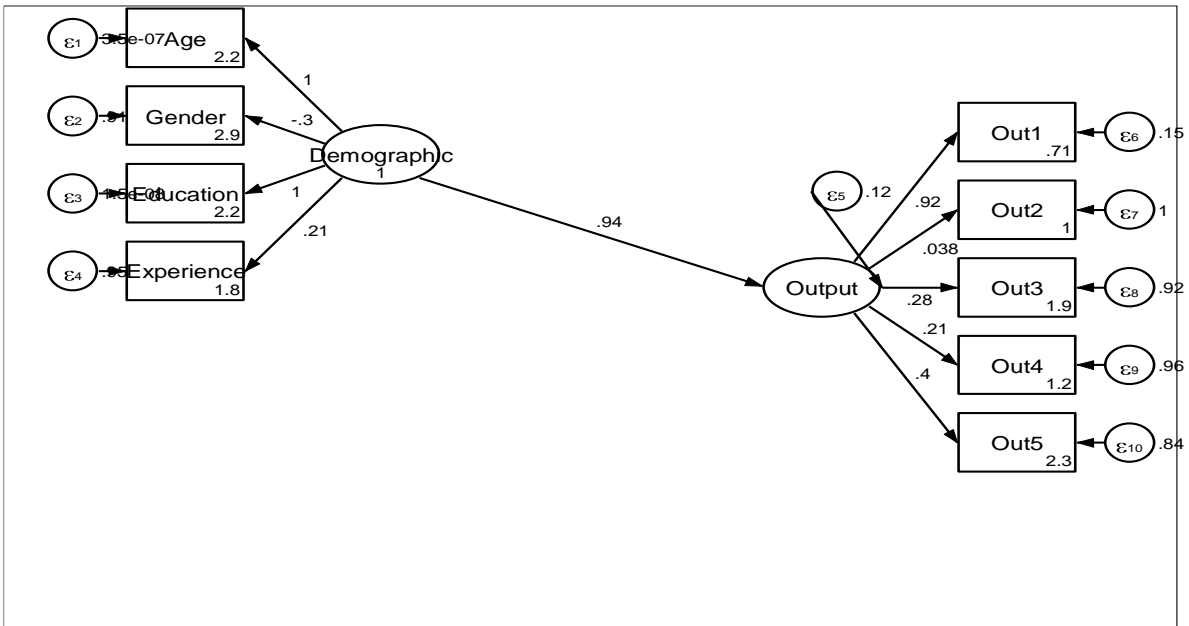 ε1
Age
2.2
1
ε2
Gender
2.9
-.3
ε3
Education
2.2
1
ε4
Experience
1.8
.21
Demographic
1
.94
ε5
.12
Output
.92
.038
.28
.21
.4
Out1
.71
ε6
.15
Out2
1
ε7
1
Out3
1.9
ε8
.92
Out4
1.2
ε9
.96
Out5
2.3
ε10
.84